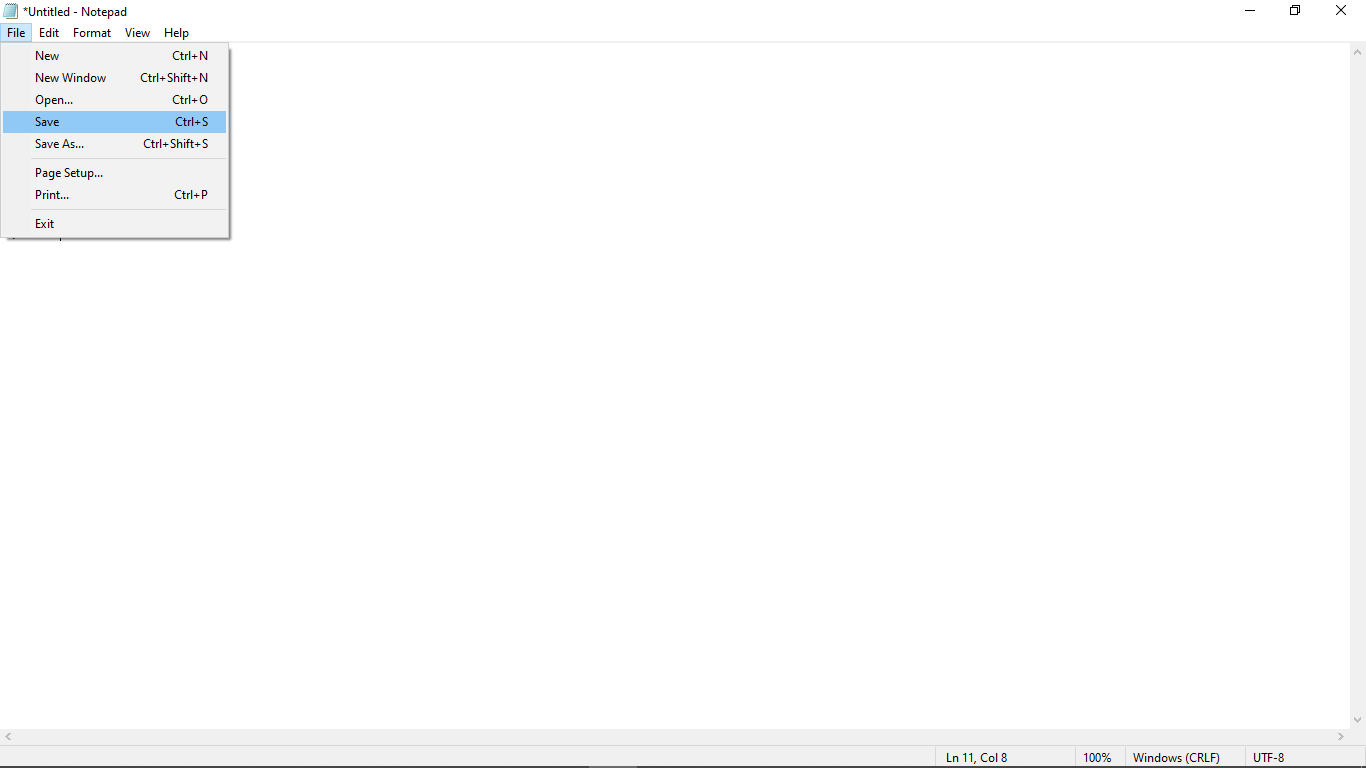 *Untitled - Notepad
File Edit Format View Help
New Ctrl+N
New Window Ctrl+Shift+N
Open... Ctrl+O
Save Ctrl+S
Save As... Ctrl+Shift+S
Page Setup...
Print... Ctrl+P
Exit
Ln 11, Col 8 100% Windows (CRLF) UTF-8